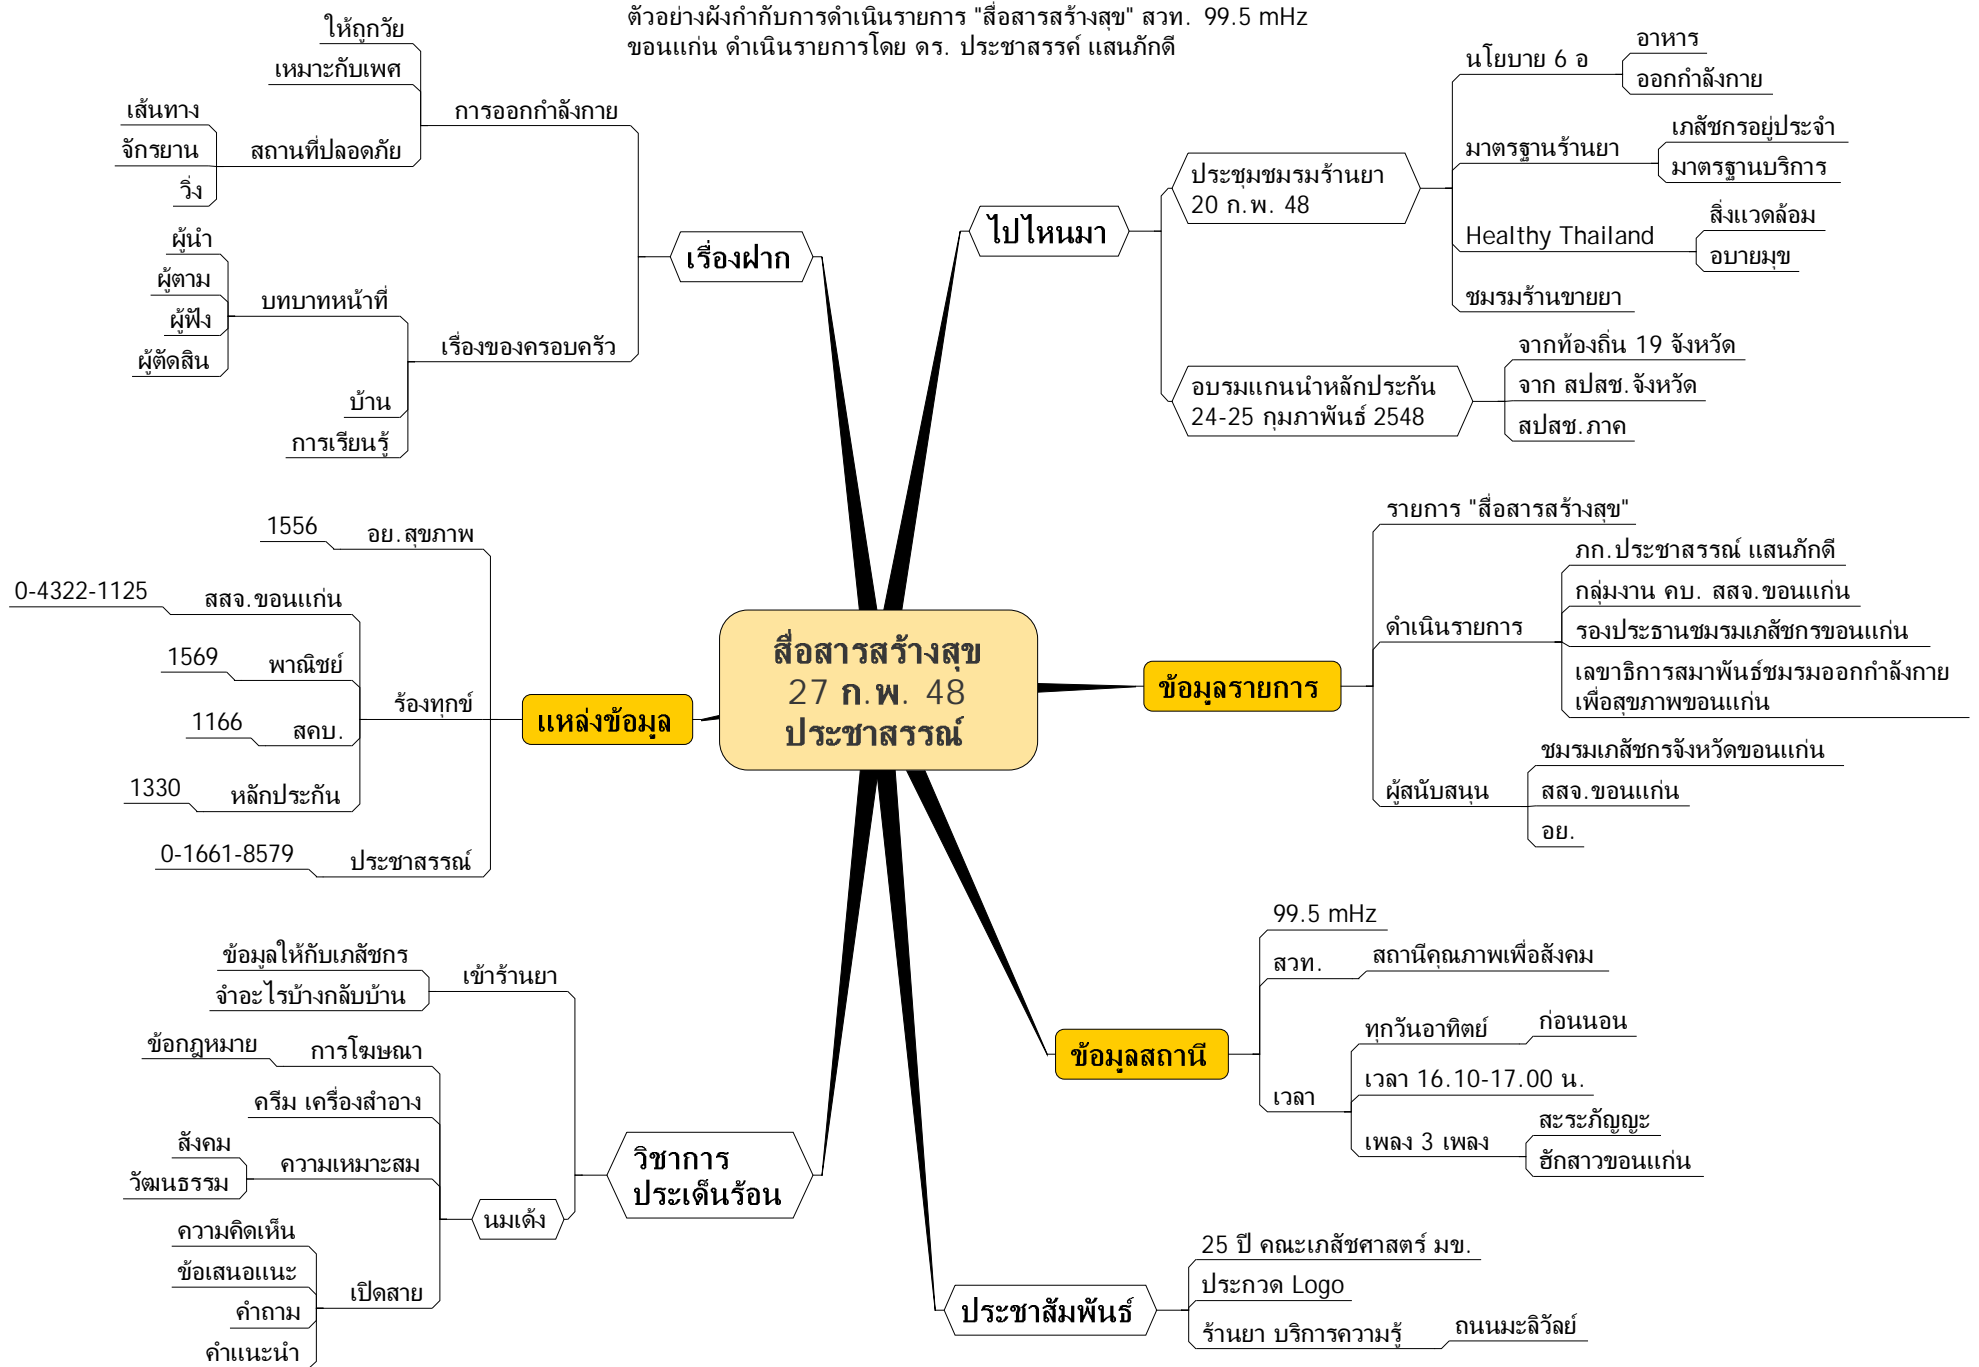 ตัวอย่างผังกำกับการดำเนินรายการ "สื่อสารสร้างสุข" สวท. 99.5 mHz
ขอนแก่น ดำเนินรายการโดย ดร. ประชาสรรค์ แสนภักดี
สื่อสารสร้างสุข
27 ก.พ. 48
ประชาสรรณ์
ไปไหนมา
ประชุมชมรมร้านยา
20 ก.พ. 48
นโยบาย 6 อ
อาหาร
ออกกำลังกาย
มาตรฐานร้านยา
เภสัชกรอยู่ประจำ
มาตรฐานบริการ
Healthy Thailand
สิ่งแวดล้อม
อบายมุข
ชมรมร้านขายยา
อบรมแกนนำหลักประกัน
24-25 กุมภาพันธ์ 2548
จากท้องถิ่น 19 จังหวัด
จาก สปสช.จังหวัด
สปสช.ภาค
ข้อมูลรายการ
รายการ "สื่อสารสร้างสุข"
ดำเนินรายการ
ภก.ประชาสรรณ์ แสนภักดี
กลุ่มงาน คบ. สสจ.ขอนแก่น
รองประธานชมรมเภสัชกรขอนแก่น
เลขาธิการสมาพันธ์ชมรมออกกำลังกาย
เพื่อสุขภาพขอนแก่น
ผู้สนับสนุน
ชมรมเภสัชกรจังหวัดขอนแก่น
สสจ.ขอนแก่น
อย.
ข้อมูลสถานี
99.5 mHz
สวท.
สถานีคุณภาพเพื่อสังคม
เวลา
ทุกวันอาทิตย์
ก่อนนอน
เวลา 16.10-17.00 น.
เพลง 3 เพลง
สะระภัญญะ
ฮักสาวขอนแก่น
ประชาสัมพันธ์
25 ปี คณะเภสัชศาสตร์ มข.
ประกวด Logo
ร้านยา บริการความรู้
ถนนมะลิวัลย์
วิชาการ
ประเด็นร้อน
เข้าร้านยา
ข้อมูลให้กับเภสัชกร
จำอะไรบ้างกลับบ้าน
นมเด้ง
การโฆษณา
ข้อกฎหมาย
ครีม เครื่องสำอาง
ความเหมาะสม
สังคม
วัฒนธรรม
เปิดสาย
ความคิดเห็น
ข้อเสนอแนะ
คำถาม
คำแนะนำ
แหล่งข้อมูล
อย.สุขภาพ
1556
ร้องทุกข์
สสจ.ขอนแก่น
0-4322-1125
พาณิชย์
1569
สคบ.
1166
หลักประกัน
1330
ประชาสรรณ์
0-1661-8579
เรื่องฝาก
การออกกำลังกาย
ให้ถูกวัย
เหมาะกับเพศ
สถานที่ปลอดภัย
เส้นทาง
จักรยาน
วิ่ง
เรื่องของครอบครัว
บทบาทหน้าที่
ผู้นำ
ผู้ตาม
ผู้ฟัง
ผู้ตัดสิน
บ้าน
การเรียนรู้